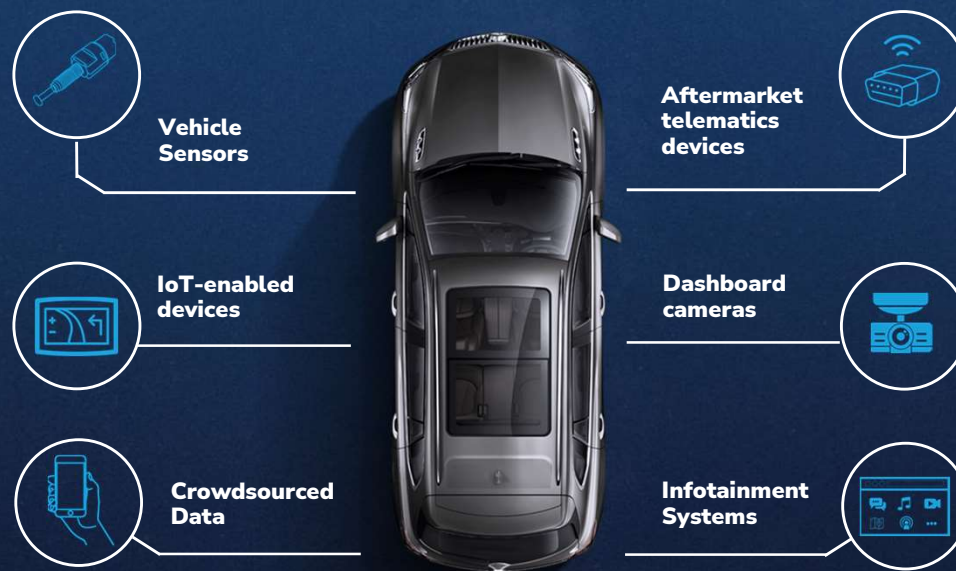 Vehicle
Sensors
Aftermarket
telematics
devices
IoT-enabled
devices
Dashboard
cameras
Crowdsourced
Data
Infotainment
Systems